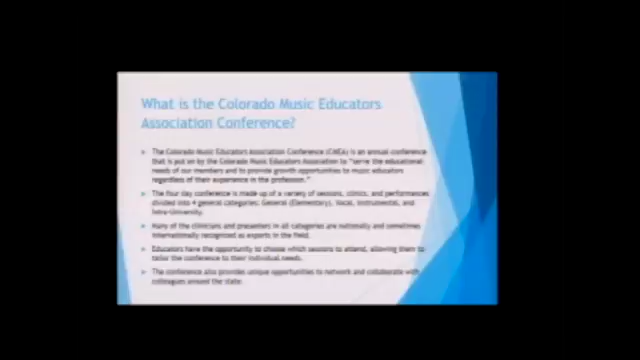 What is the Colorado Music Educators
Association Conference?
The Colorado Music Educators Association Conference (CMEA) is an annual conference
that is put on by the Colorado Music Educators Association to "serve the educational
needs of our members and to provide growth opportunities to music educators
regardless of their experience in the profession."
The four day conference is made up of a variety of sessions, clinics, and performances
divided into 4 general categories: General (Elementary), Vocal, Instrumental, and
Intra-University.
Many of the clinicians and presenters in all categories are nationally and sometimes
internationally recognized as experts in the field.
Educators have the opportunity to choose which sessions to attend, allowing them to
tailor the conference to their individual needs.
The conference also provides unique opportunities to network and collaborate with
colleagues around the state.